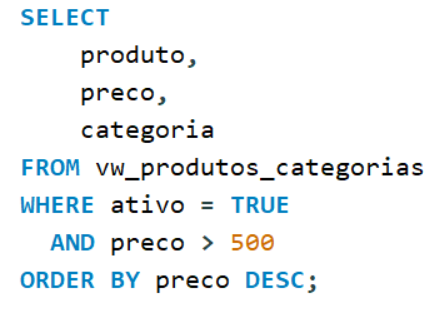 SELECT
    produto,
    preco,
    categoria
FROM vw_produtos_categorias
WHERE ativo = TRUE
  AND preco > 500
ORDER BY preco DESC;